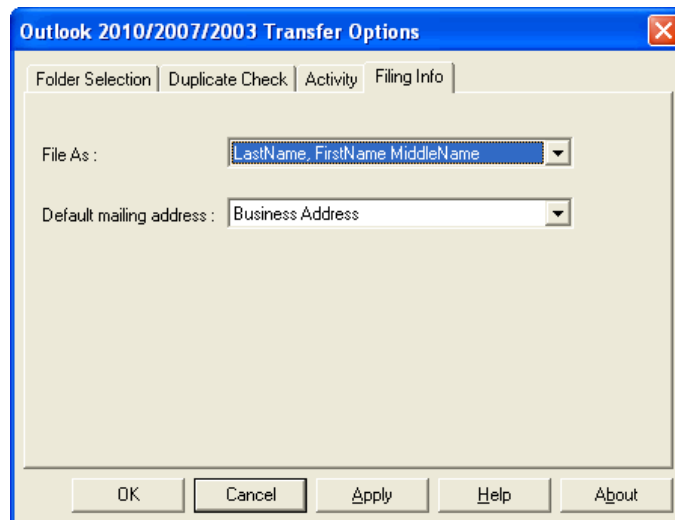 Outlook 2010/2007/2003 Transfer Options
Folder Selection Duplicate Check Activity Filing Info
File As : LastName, FirstName MiddleName
Default mailing address : Business Address
OK Cancel Apply Help About